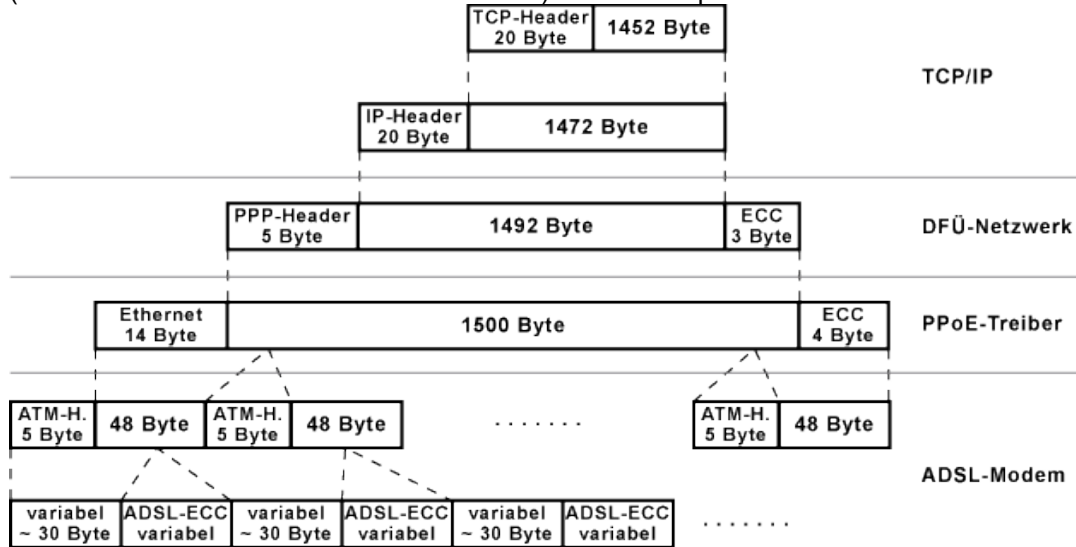 TCP-Header
20 Byte
1452 Byte
TCP/IP
IP-Header
20 Byte
1472 Byte
PPP-Header
5 Byte
1492 Byte
ECC
3 Byte
DFÜ-Netzwerk
Ethernet
14 Byte
1500 Byte
ECC
4 Byte
PPoE-Treiber
ATM-H.
5 Byte
48 Byte
ATM-H.
5 Byte
48 Byte
. . . . . . .
ATM-H.
5 Byte
48 Byte
ADSL-Modem
variabel
~ 30 Byte
ADSL-ECC
variabel
variabel
~ 30 Byte
ADSL-ECC
variabel
variabel
~ 30 Byte
ADSL-ECC
variabel
. . . . . . .